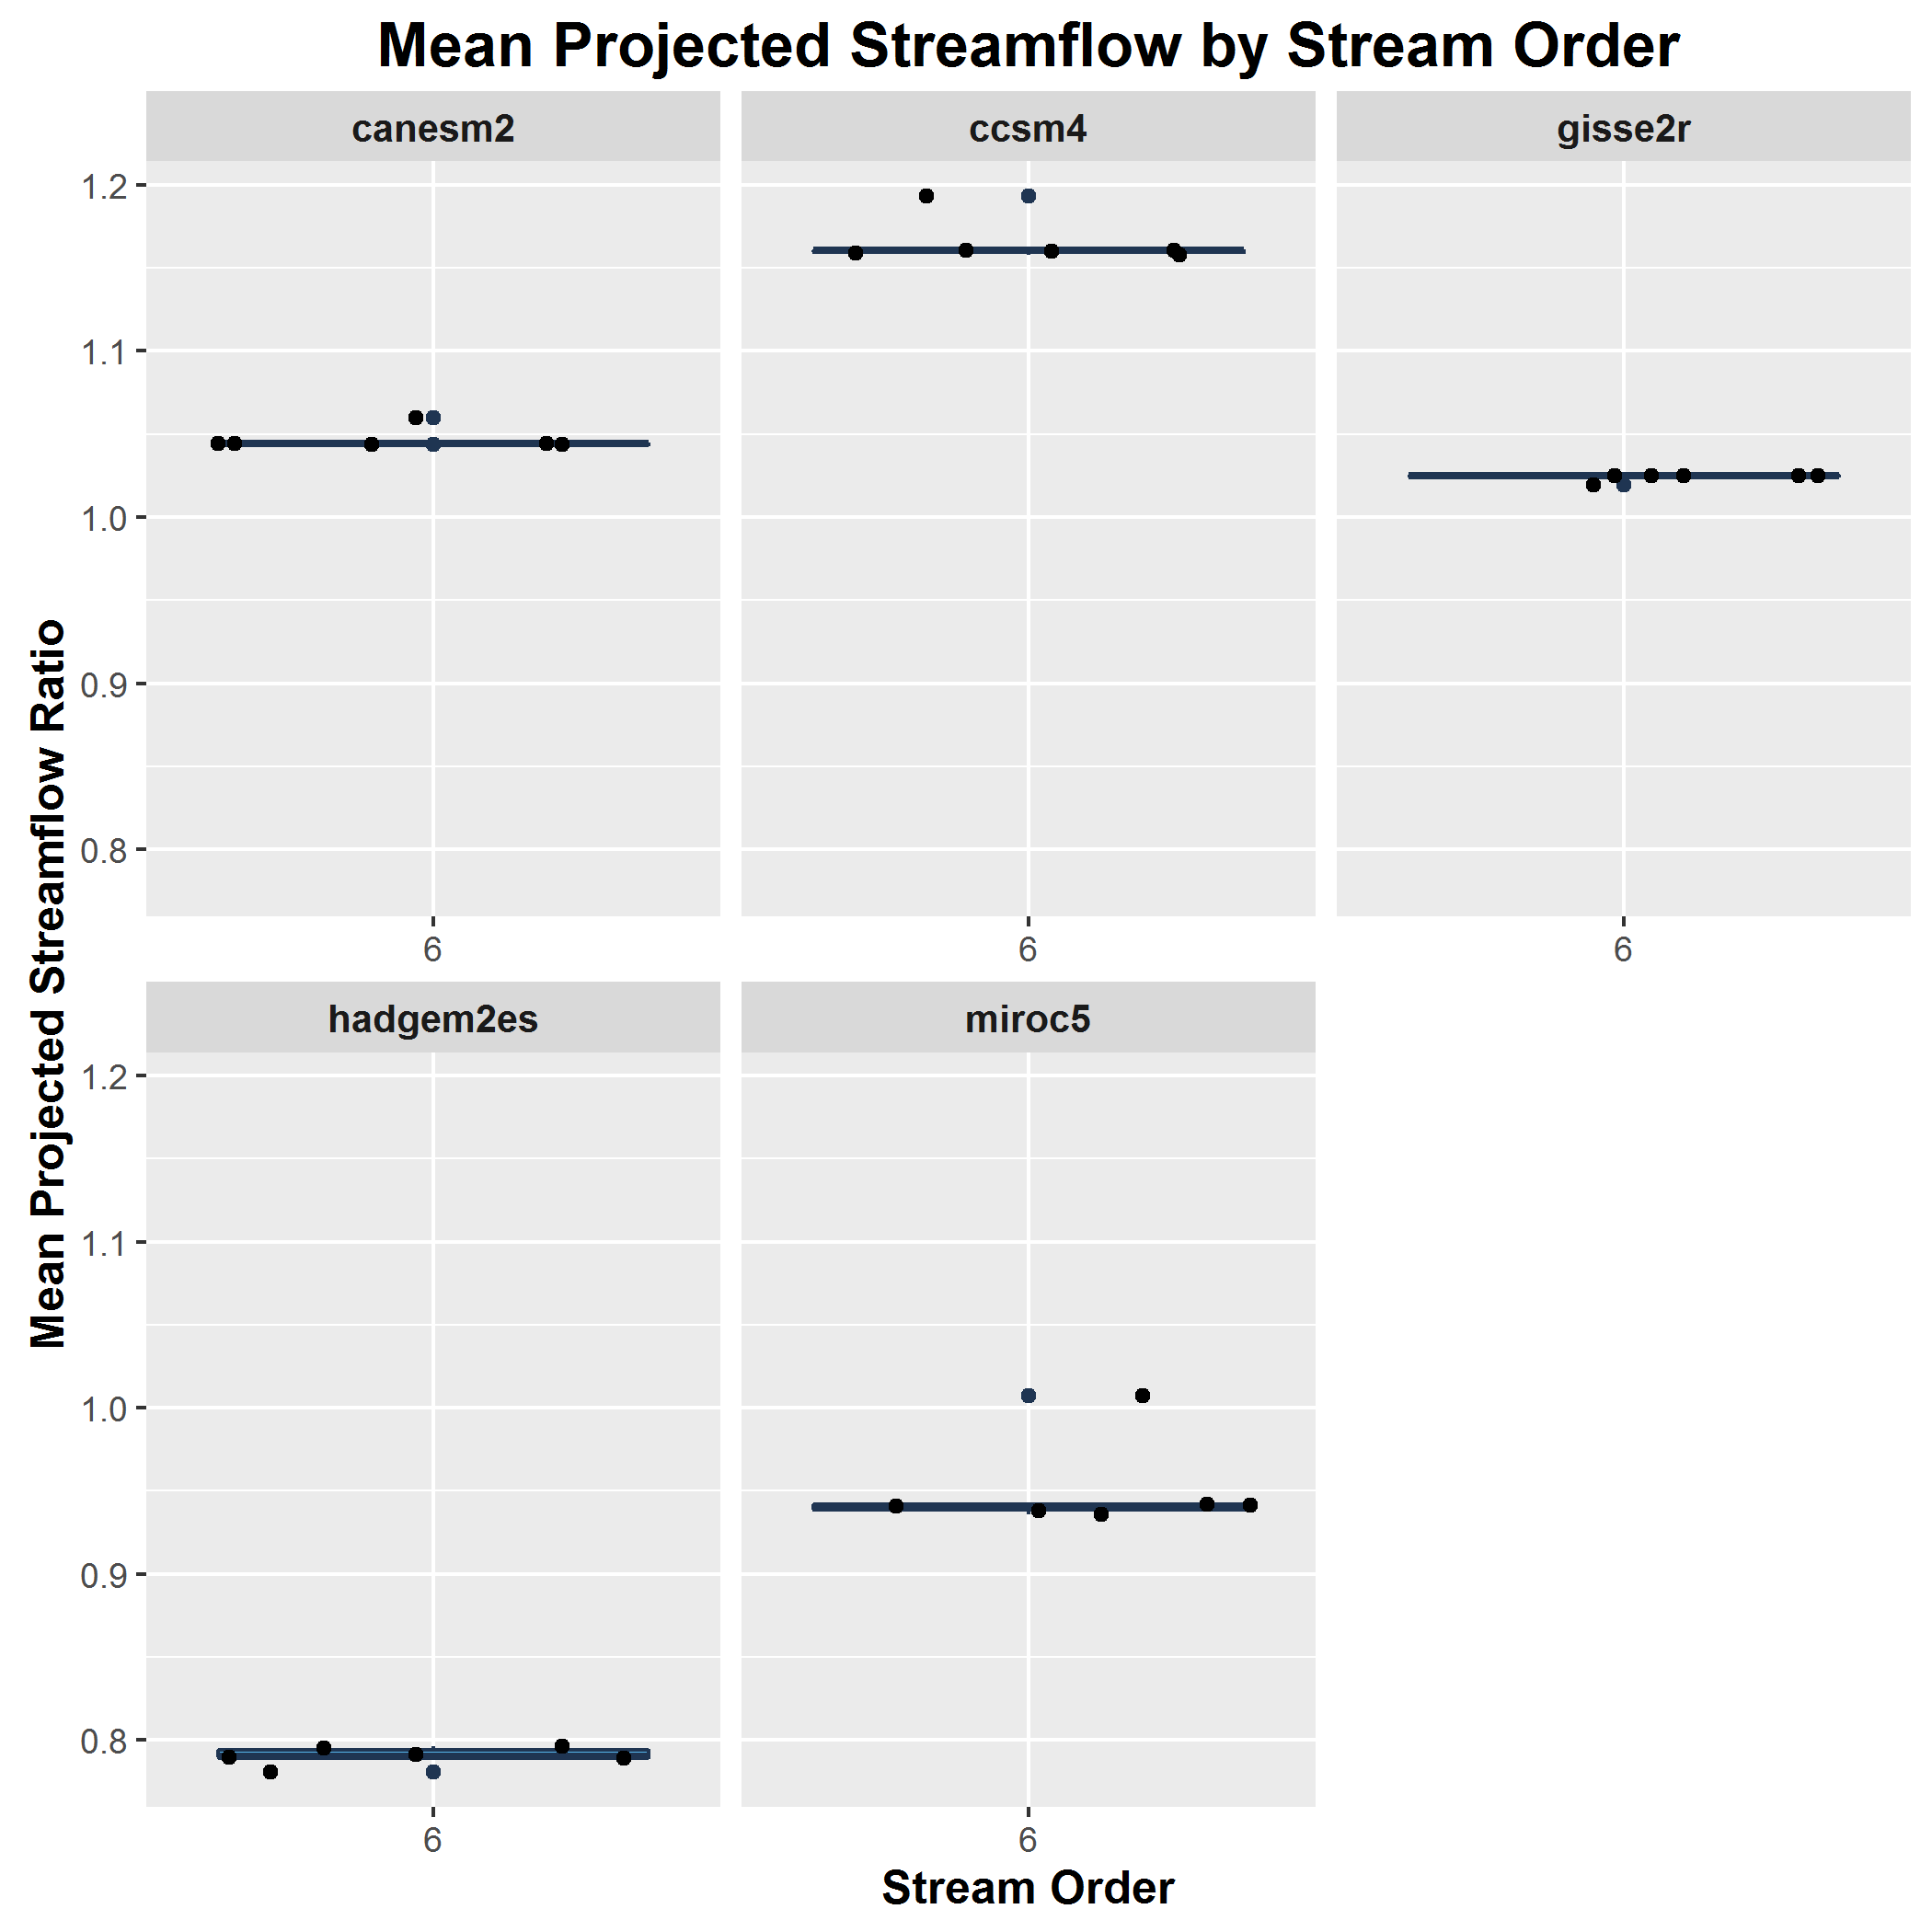 Mean Projected Streamflow by Stream Order
canesm2
ccsm4
gisse2r
1.2
1.1
1.0
0.9
0.8
6
6
6
Mean Projected Streamflow Ratio
hadgem2es
miroc5
1.2
1.1
1.0
0.9
0.8
6
6
Stream Order